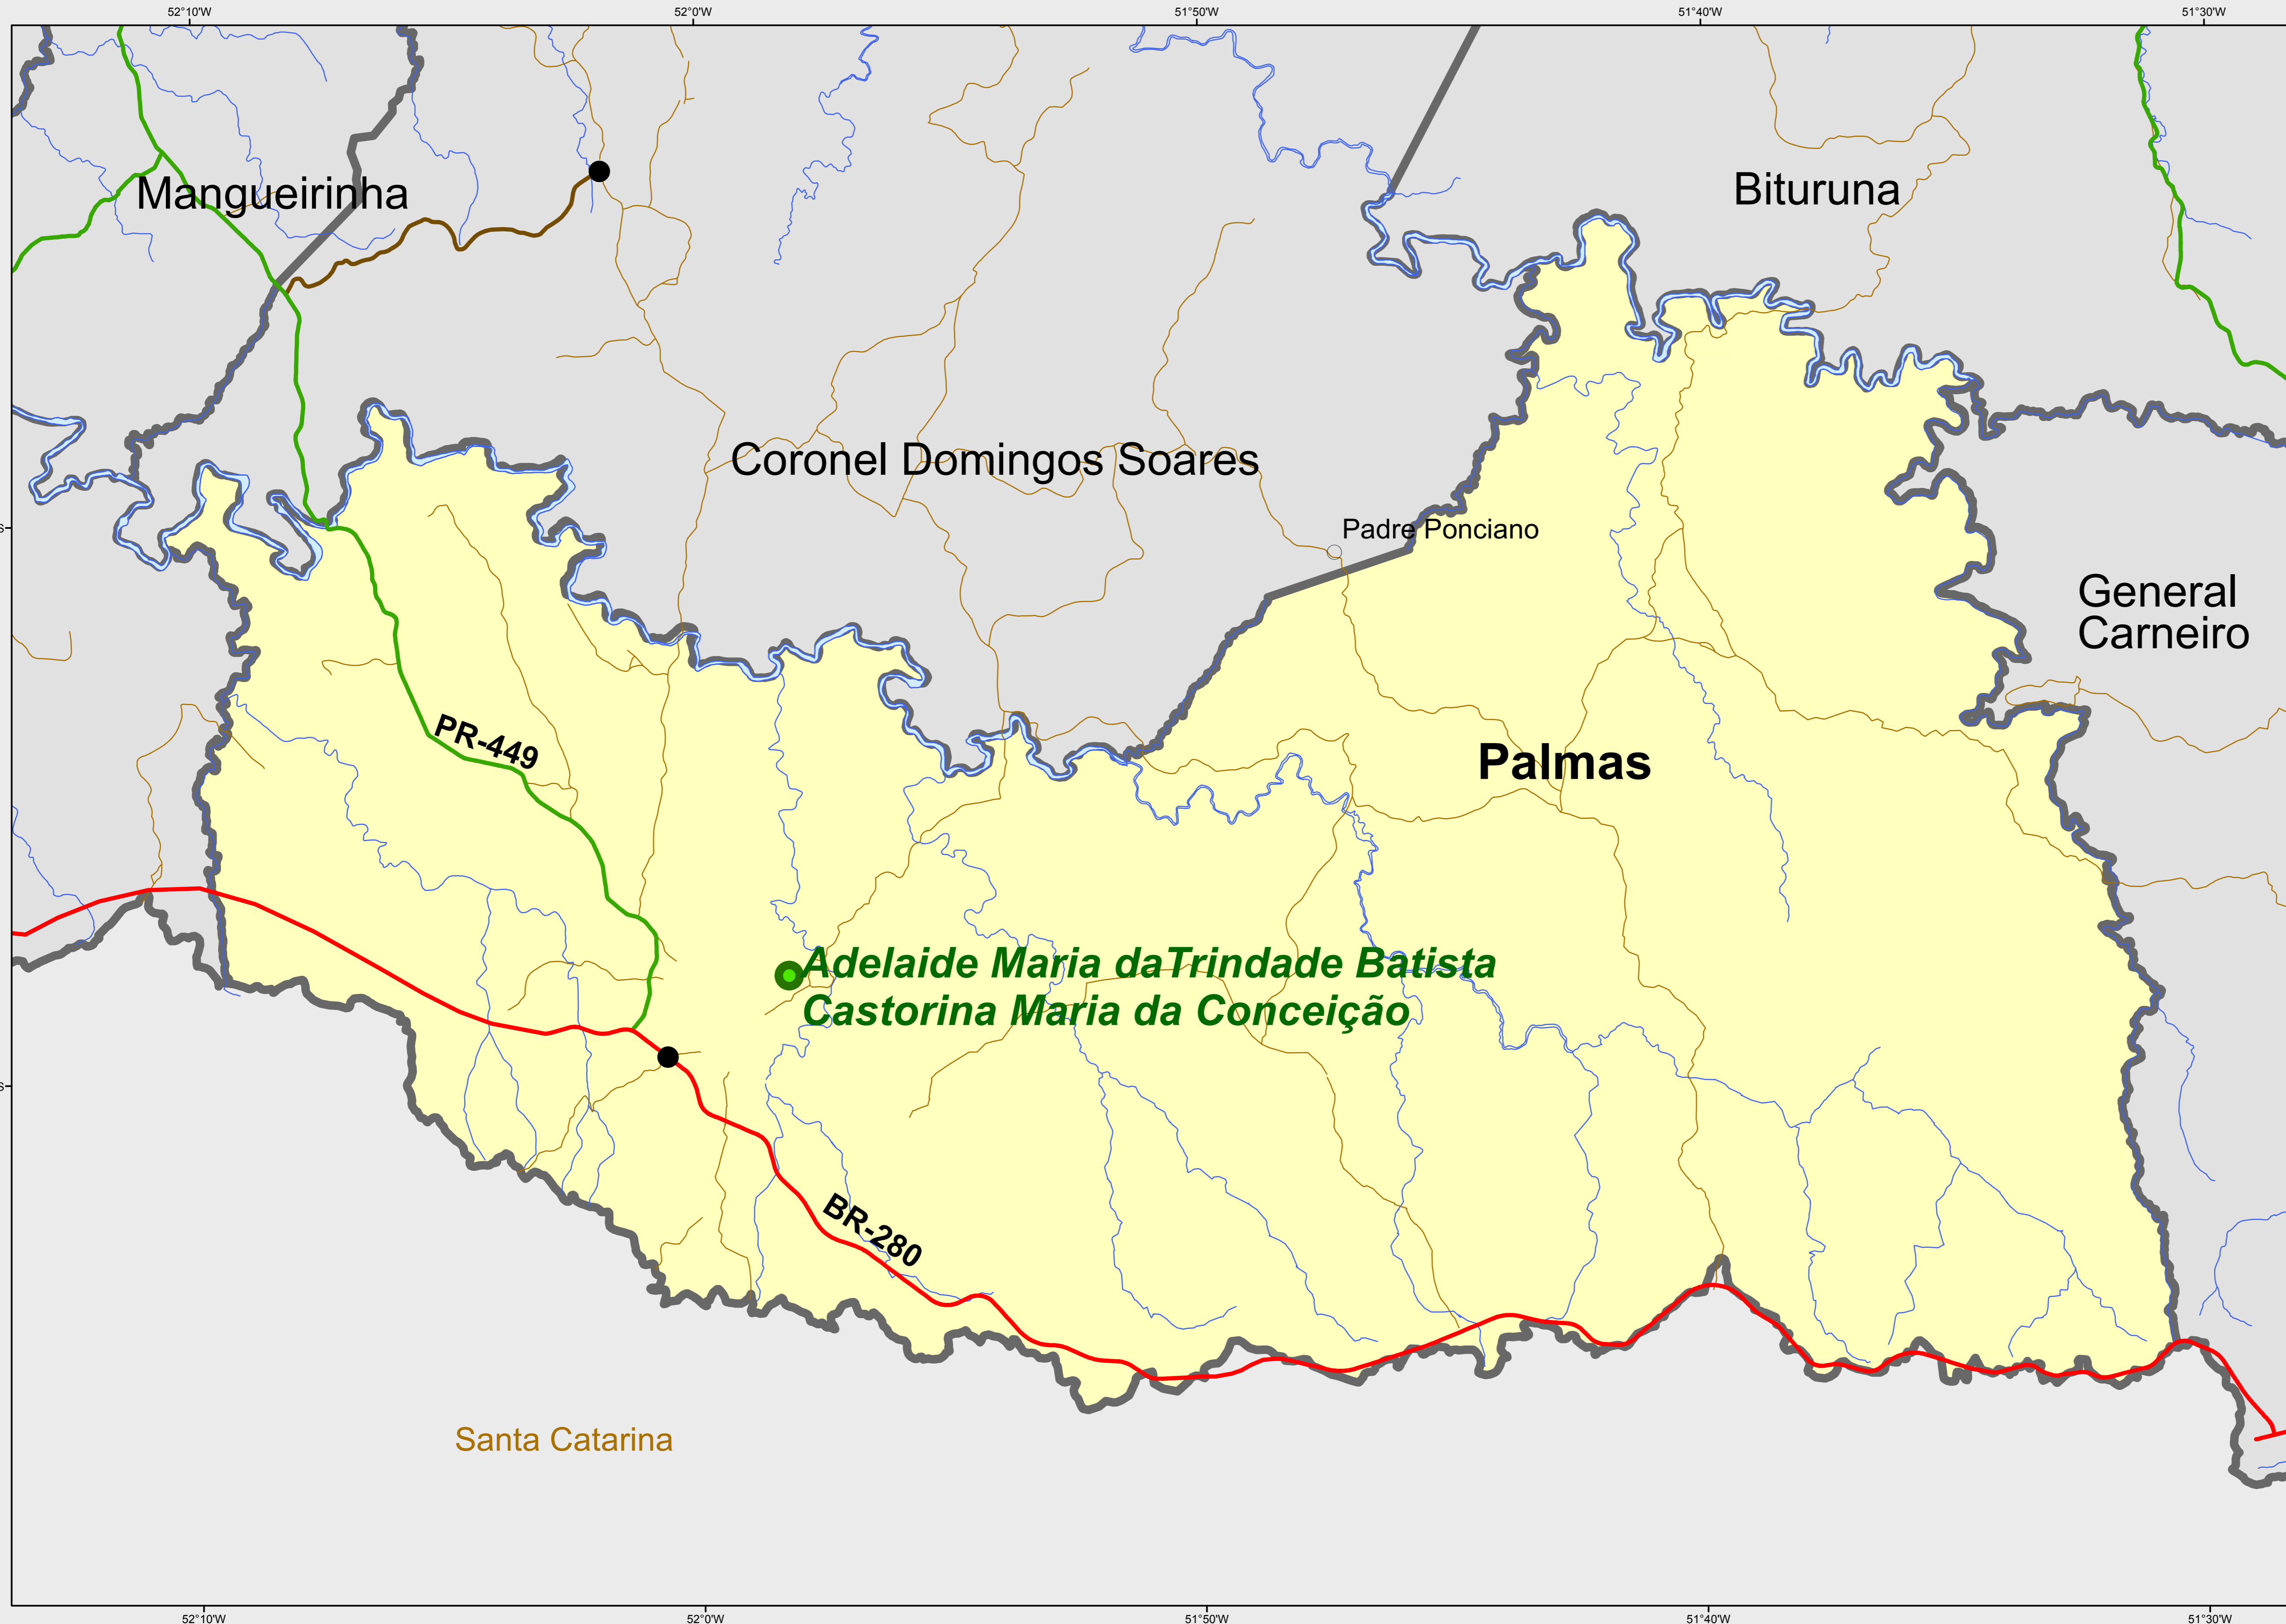 52°10'W 52°0'W 51°50'W 51°40'W 51°30'W
Mangueirinha
Bituruna
Coronel Domingos Soares
Padre Ponciano
General
Carneiro
PR-449
Palmas
Adelaide Maria daTrindade Batista
Castorina Maria da Conceição
BR-280
Santa Catarina
52°10'W 52°0'W 51°50'W 51°40'W 51°30'W